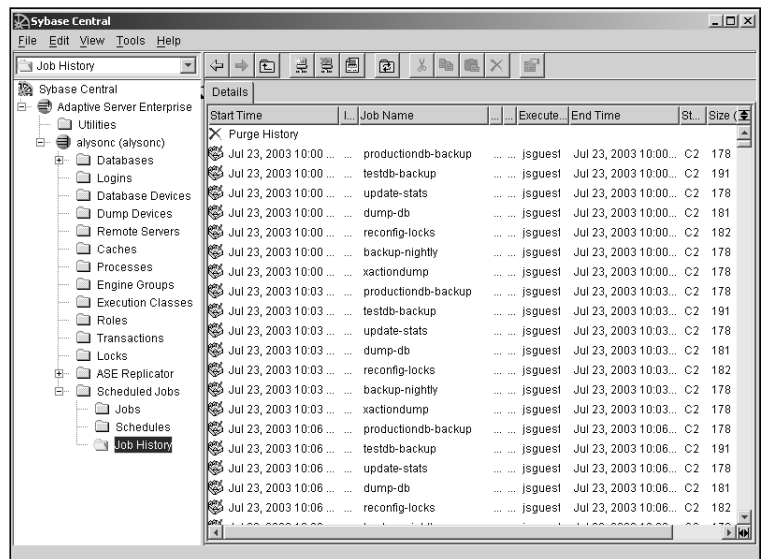 Sybase Central
File Edit View Tools Help
Job History
Sybase Central
Adaptive Server Enterprise
Utilities
alysonc (alysonc)
Databases
Logins
Database Devices
Dump Devices
Remote Servers
Caches
Processes
Engine Groups
Execution Classes
Roles
Transactions
Locks
ASE Replicator
Scheduled Jobs
Jobs
Schedules
Job History
Details
Start Time I... Job Name ... ... Execute... End Time St... Size (
Purge History
Jul 23, 2003 10:00 ... ... productiondb-backup ... ... jsguest Jul 23, 2003 10:00... C2 178
Jul 23, 2003 10:00 ... ... testdb-backup ... ... jsguest Jul 23, 2003 10:00... C2 191
Jul 23, 2003 10:00 ... ... update-stats ... ... jsguest Jul 23, 2003 10:00... C2 178
Jul 23, 2003 10:00 ... ... dump-db ... ... jsguest Jul 23, 2003 10:00... C2 181
Jul 23, 2003 10:00 ... ... reconfig-locks ... ... jsguest Jul 23, 2003 10:00... C2 182
Jul 23, 2003 10:00 ... ... backup-nightly ... ... jsguest Jul 23, 2003 10:00... C2 178
Jul 23, 2003 10:00 ... ... xactiondump ... ... jsguest Jul 23, 2003 10:00... C2 178
Jul 23, 2003 10:03 ... ... productiondb-backup ... ... jsguest Jul 23, 2003 10:03... C2 178
Jul 23, 2003 10:03 ... ... testdb-backup ... ... jsguest Jul 23, 2003 10:03... C2 191
Jul 23, 2003 10:03 ... ... update-stats ... ... jsguest Jul 23, 2003 10:03... C2 178
Jul 23, 2003 10:03 ... ... dump-db ... ... jsguest Jul 23, 2003 10:03... C2 181
Jul 23, 2003 10:03 ... ... reconfig-locks ... ... jsguest Jul 23, 2003 10:03... C2 182
Jul 23, 2003 10:03 ... ... backup-nightly ... ... jsguest Jul 23, 2003 10:03... C2 178
Jul 23, 2003 10:03 ... ... xactiondump ... ... jsguest Jul 23, 2003 10:03... C2 178
Jul 23, 2003 10:06 ... ... productiondb-backup ... ... jsguest Jul 23, 2003 10:06... C2 178
Jul 23, 2003 10:06 ... ... testdb-backup ... ... jsguest Jul 23, 2003 10:06... C2 191
Jul 23, 2003 10:06 ... ... update-stats ... ... jsguest Jul 23, 2003 10:06... C2 178
Jul 23, 2003 10:06 ... ... dump-db ... ... jsguest Jul 23, 2003 10:06... C2 181
Jul 23, 2003 10:06 ... ... reconfig-locks ... ... jsguest Jul 23, 2003 10:06... C2 182